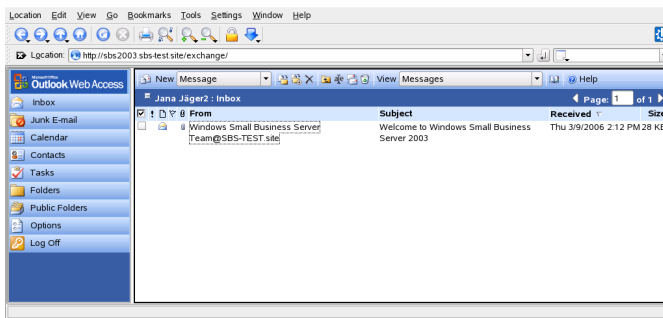 Location Edit View Go Bookmarks Tools Settings Window Help
Location: http://sbs2003.sbs-test.site/exchange/
Microsoft Office
Outlook Web Access
New Message View Messages Help
Jana Jäger2 : Inbox Page: 1 of 1
From Subject Received Size
Windows Small Business Server Welcome to Windows Small Business Thu 3/9/2006 2:12 PM 28 KB
Team@SBS-TEST.site Server 2003
Inbox
Junk E-mail
Calendar
Contacts
Tasks
Folders
Public Folders
Options
Log Off